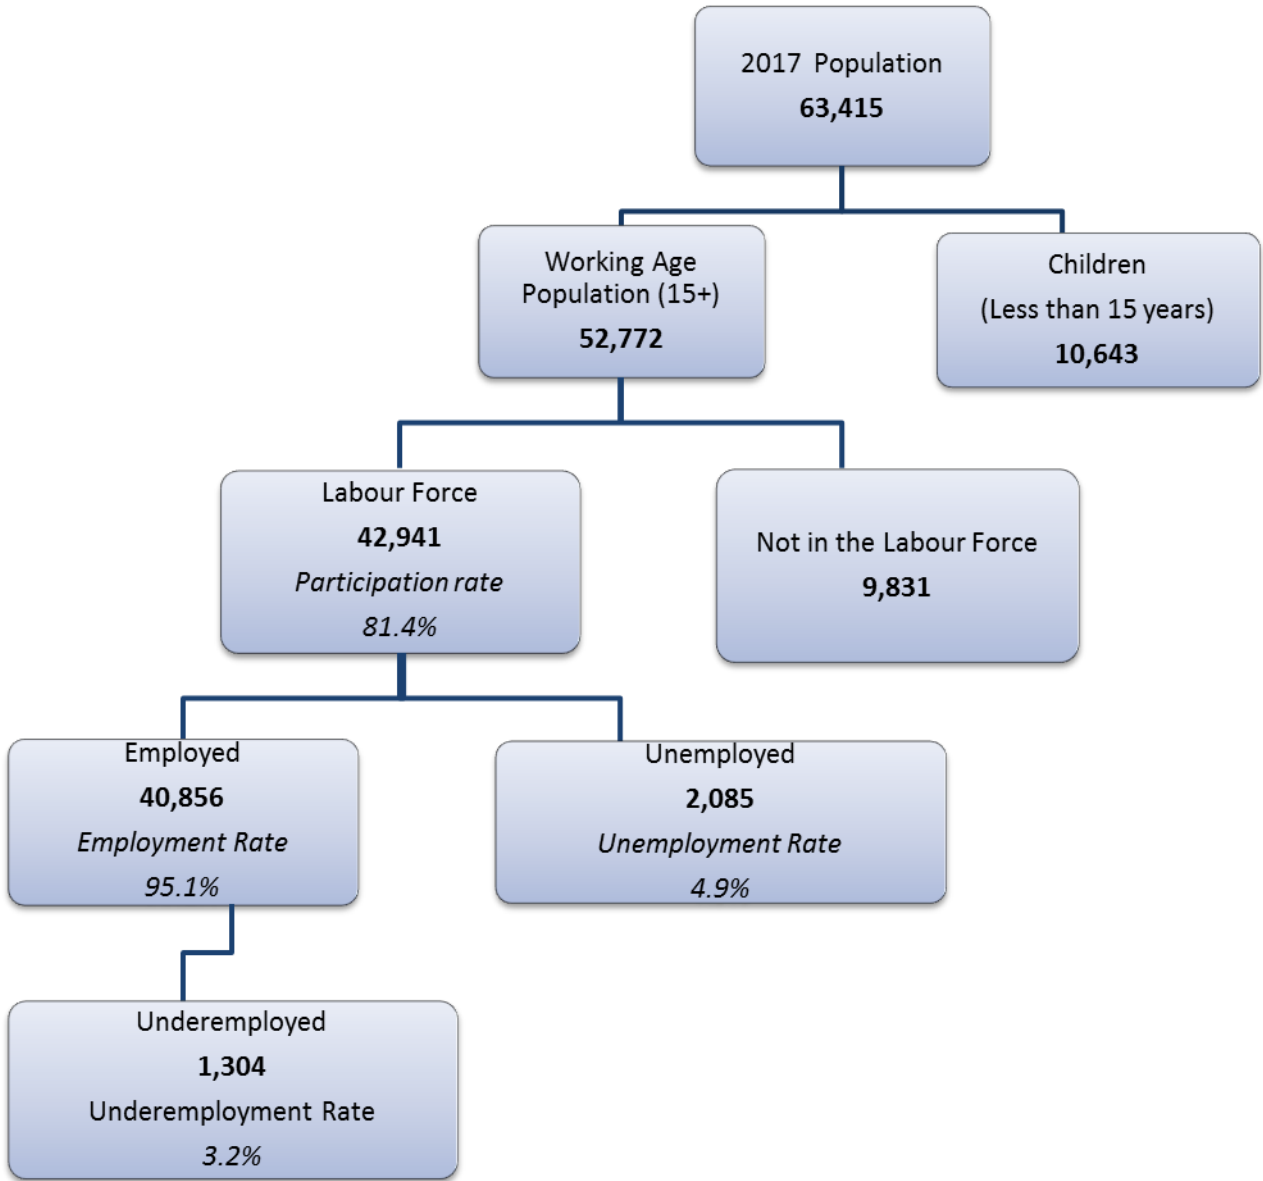 2017 Population
63,415
Working Age
Population (15+)
52,772
Children
(Less than 15 years)
10,643
Labour Force
42,941
Participation rate
81.4%
Not in the Labour Force
9,831
Employed
40,856
Employment Rate
95.1%
Unemployed
2,085
Unemployment Rate
4.9%
Underemployed
1,304
Underemployment Rate
3.2%